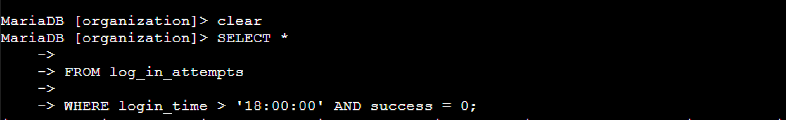 MariaDB [organization]> clear
MariaDB [organization]> SELECT *
->
-> FROM log_in_attempts
->
-> WHERE login_time > '18:00:00' AND success = 0;